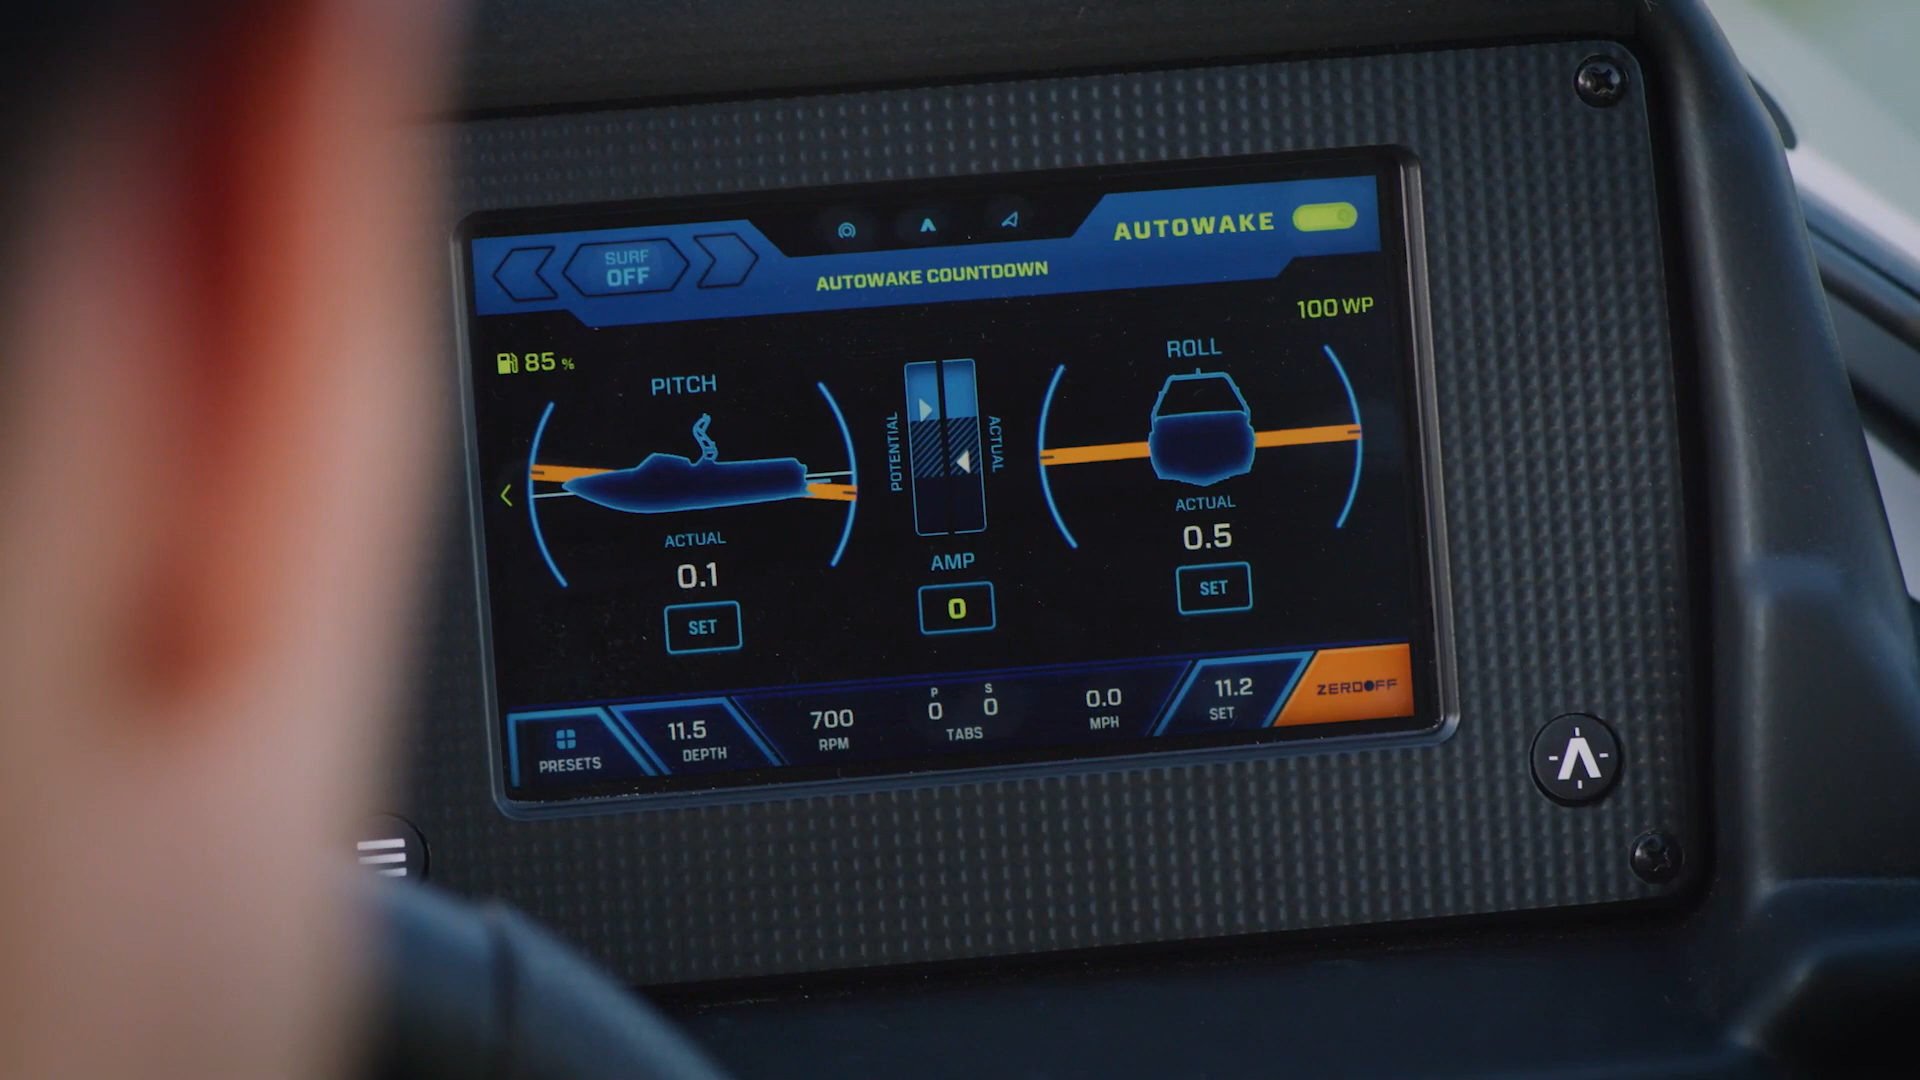 SURF
OFF
AUTOWAKE
AUTOWAKE COUNTDOWN
100 WP
85 %
PITCH
ROLL
POTENTIAL
ACTUAL
ACTUAL
0.1
SET
AMP
0
ACTUAL
0.5
SET
PRESETS
11.5
DEPTH
700
RPM
P S
0 0
TABS
0.0
MPH
11.2
SET
ZEROOFF